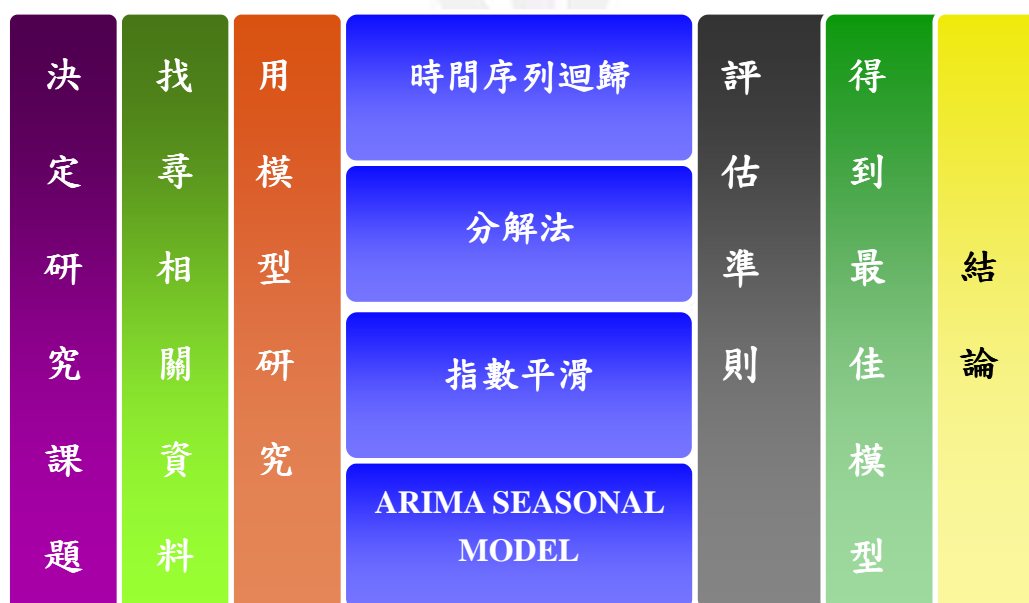 決定研究課題
找尋相關資料
用模型研究
時間序列迴歸
分解法
指數平滑
ARIMA SEASONAL
MODEL
評估準則
得到最佳模型
結論